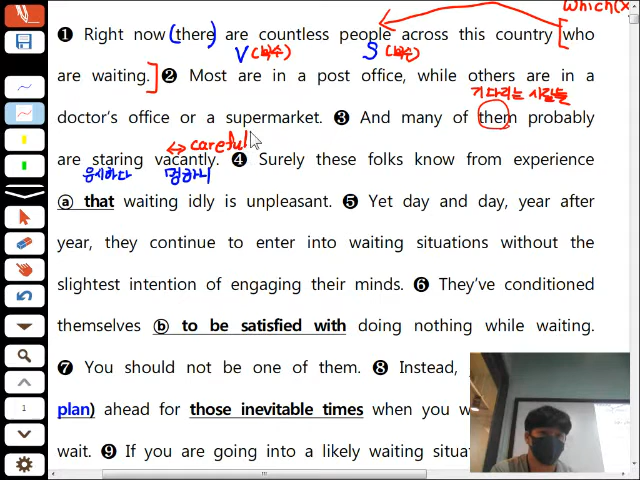 which(x
❶ Right now (there) are countless people across this country [who
V(복수) S(복수)
are waiting.] ❷ Most are in a post office, while others are in a
기다리는 사람들
doctor's office or a supermarket. ❸ And many of them probably
↔ careful
are staring vacantly. ❹ Surely these folks know from experience
응시하다 멍하니
ⓐ that waiting idly is unpleasant. ❺ Yet day and day, year after
year, they continue to enter into waiting situations without the
slightest intention of engaging their minds. ❻ They've conditioned
themselves ⓑ to be satisfied with doing nothing while waiting.
❼ You should not be one of them. ❽ Instead,
plan) ahead for those inevitable times when you w
wait. ❾ If you are going into a likely waiting situa
1